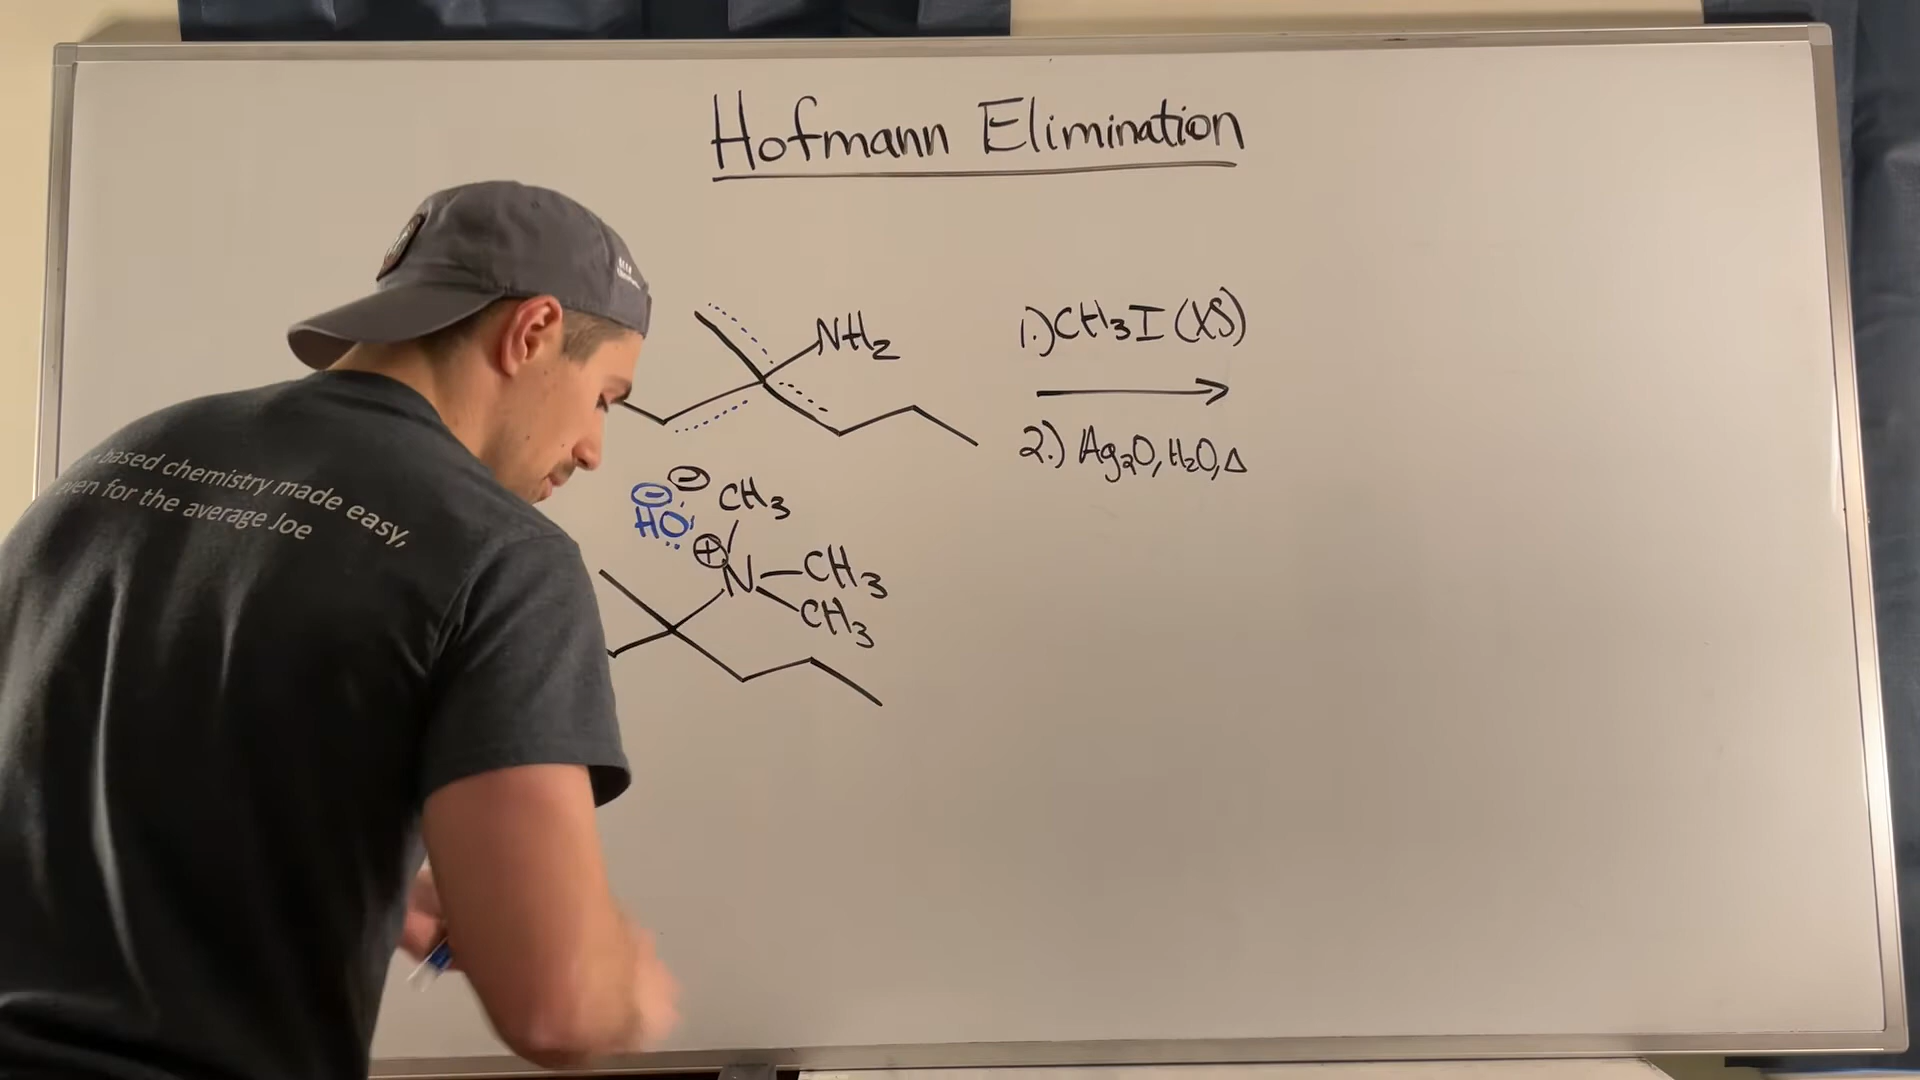 Hofmann Elimination
NH₂
1.) CH₃I (XS)
2.) Ag₂O, H₂O, Δ
⊖ ⊖ CH₃
HO
⊕
N—CH₃
CH₃
based chemistry made easy,
even for the average Joe